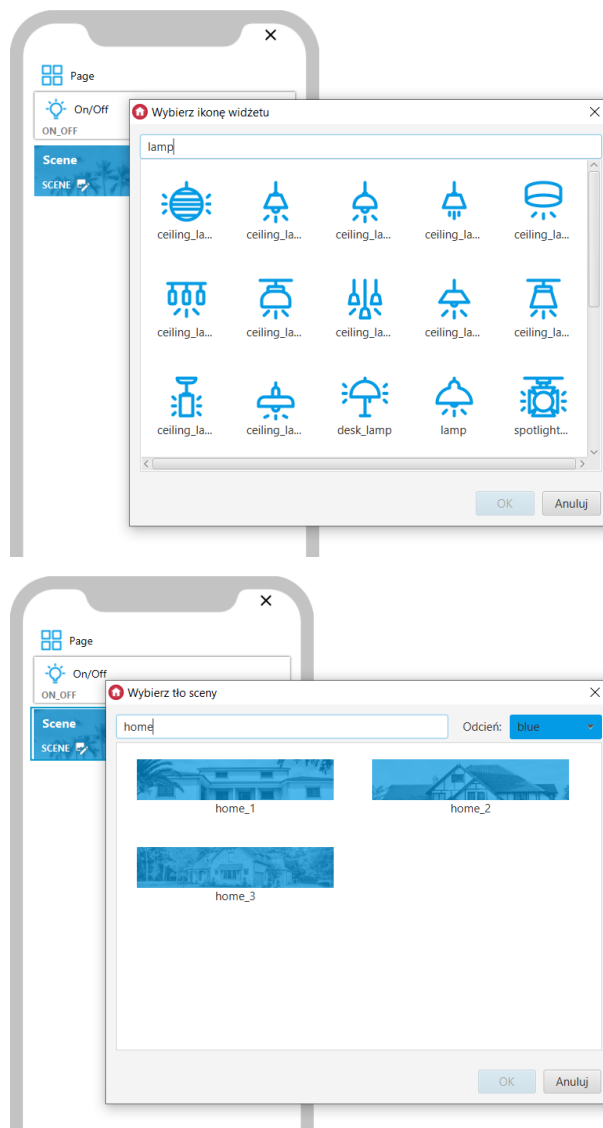 Page
On/Off
ON_OFF
Scene
SCENE
Wybierz ikonę widżetu
lamp
ceiling_la... ceiling_la... ceiling_la... ceiling_la... ceiling_la...
ceiling_la... ceiling_la... ceiling_la... ceiling_la... ceiling_la...
ceiling_la... ceiling_la... desk_lamp lamp spotlight...
OK Anuluj
Page
On/Off
ON_OFF
Scene
SCENE
Wybierz tło sceny
home Odcień: blue
home_1 home_2
home_3
OK Anuluj